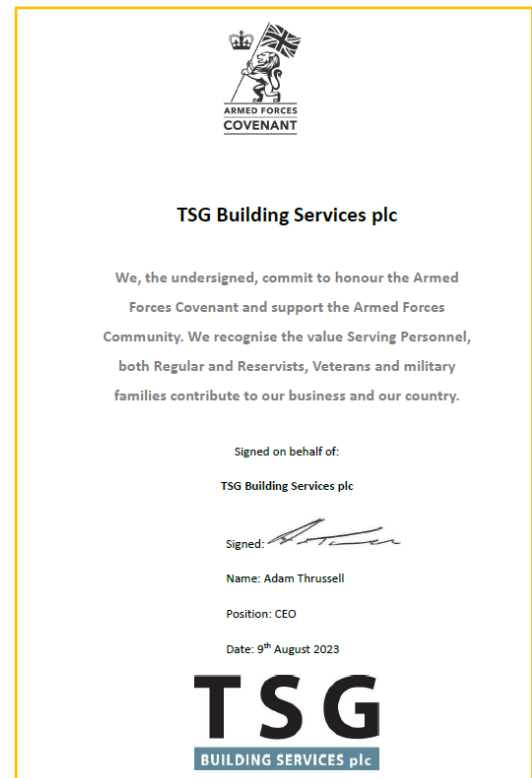 ARMED FORCES
COVENANT
TSG Building Services plc
We, the undersigned, commit to honour the Armed
Forces Covenant and support the Armed Forces
Community. We recognise the value Serving Personnel,
both Regular and Reservists, Veterans and military
families contribute to our business and our country.
Signed on behalf of:
TSG Building Services plc
Signed:
Name: Adam Thrussell
Position: CEO
Date: 9th August 2023
TSG
BUILDING SERVICES plc